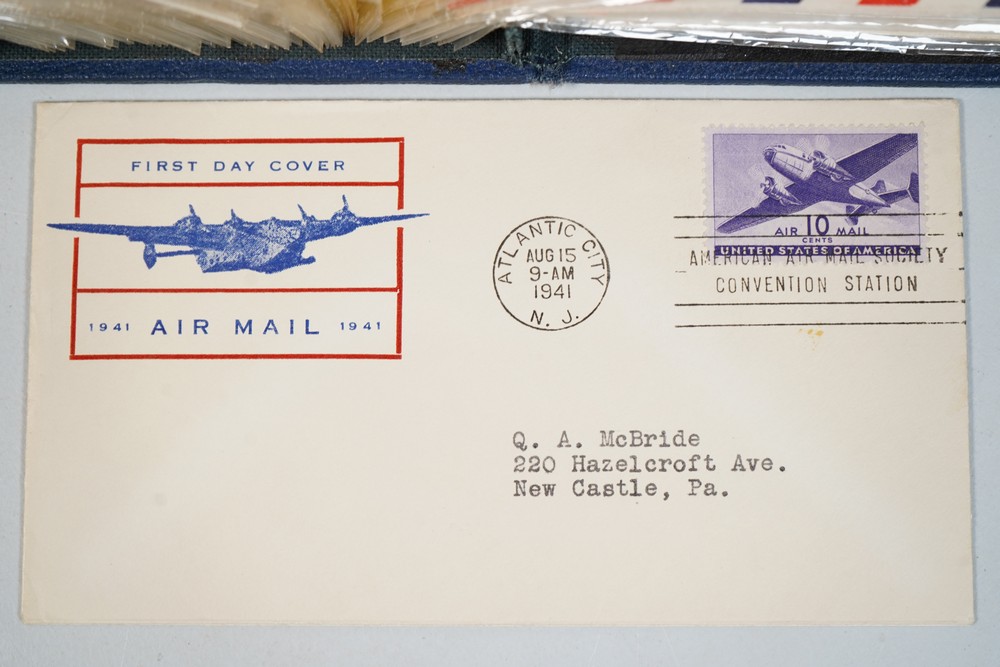 FIRST DAY COVER
1941 AIR MAIL 1941
ATLANTIC CITY
AUG 15
9-AM
1941
N. J.
10
AIR MAIL
CENTS
UNITED STATES OF AMERICA
AMERICAN AIR MAIL SOCIETY
CONVENTION STATION
Q. A. McBride
220 Hazelcroft Ave.
New Castle, Pa.